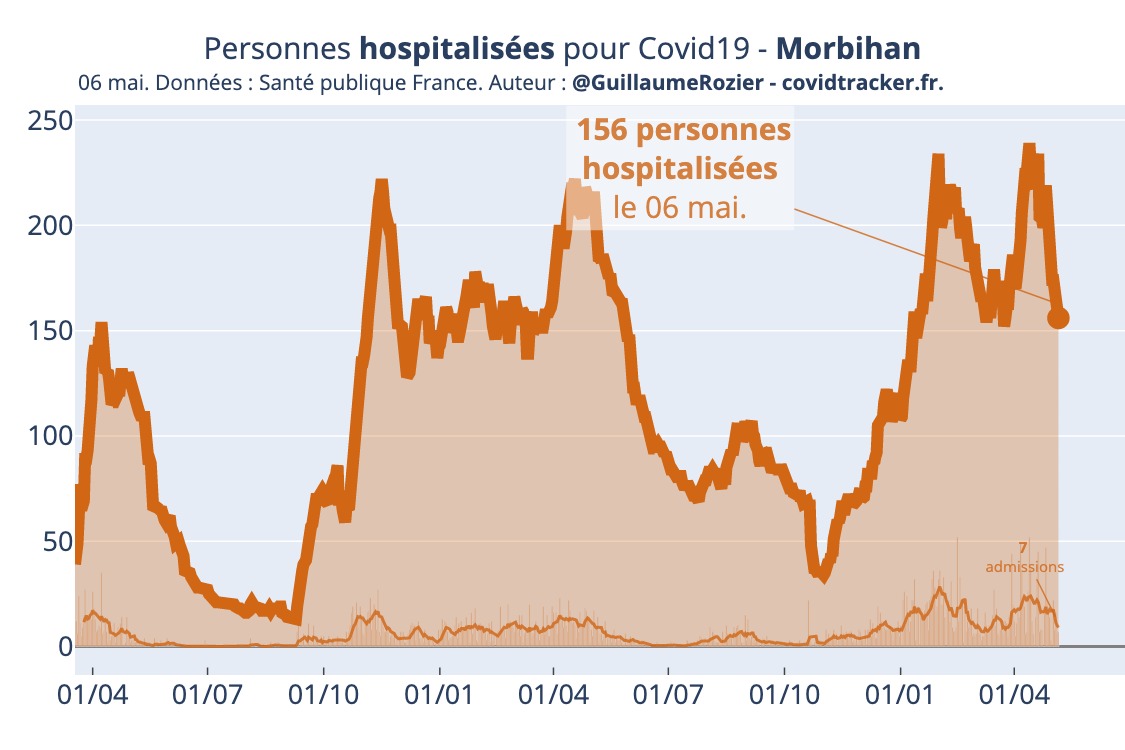 Personnes hospitalisées pour Covid19 - Morbihan
06 mai. Données : Santé publique France. Auteur : @GuillaumeRozier - covidtracker.fr.
250
156 personnes
hospitalisées
le 06 mai.
200
150
100
50
7
admissions
0
01/04 01/07 01/10 01/01 01/04 01/07 01/10 01/01 01/04